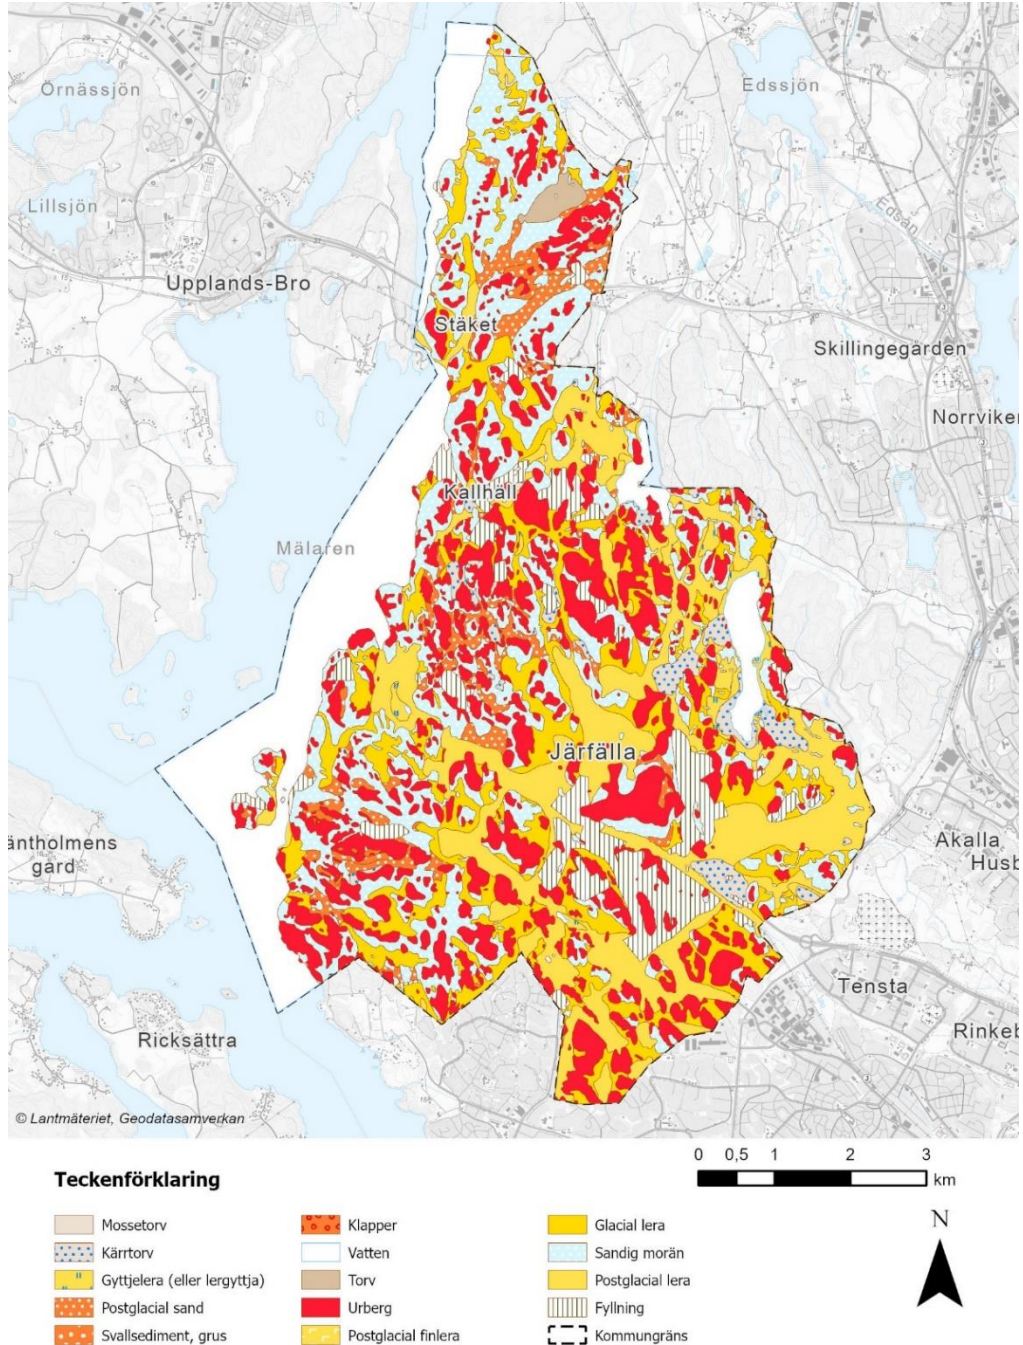 Örnässjön
Edssjön
Lillsjön
Edsån
Upplands-Bro
Stäket
Skillingegården
Norrviken
Kallhäll
Mälaren
Järfälla
antholmens
gård
Akalla
Husb
Tensta
Ricksättra
Rinkeb
© Lantmäteriet, Geodatasamverkan
0 0,5 1 2 3
km
Teckenförklaring
N
Mossetorv
Kärrtorv
Gyttjelera (eller lergyttja)
Postglacial sand
Svallsediment, grus
Klapper
Vatten
Torv
Urberg
Postglacial finlera
Glacial lera
Sandig morän
Postglacial lera
Fyllning
Kommungräns